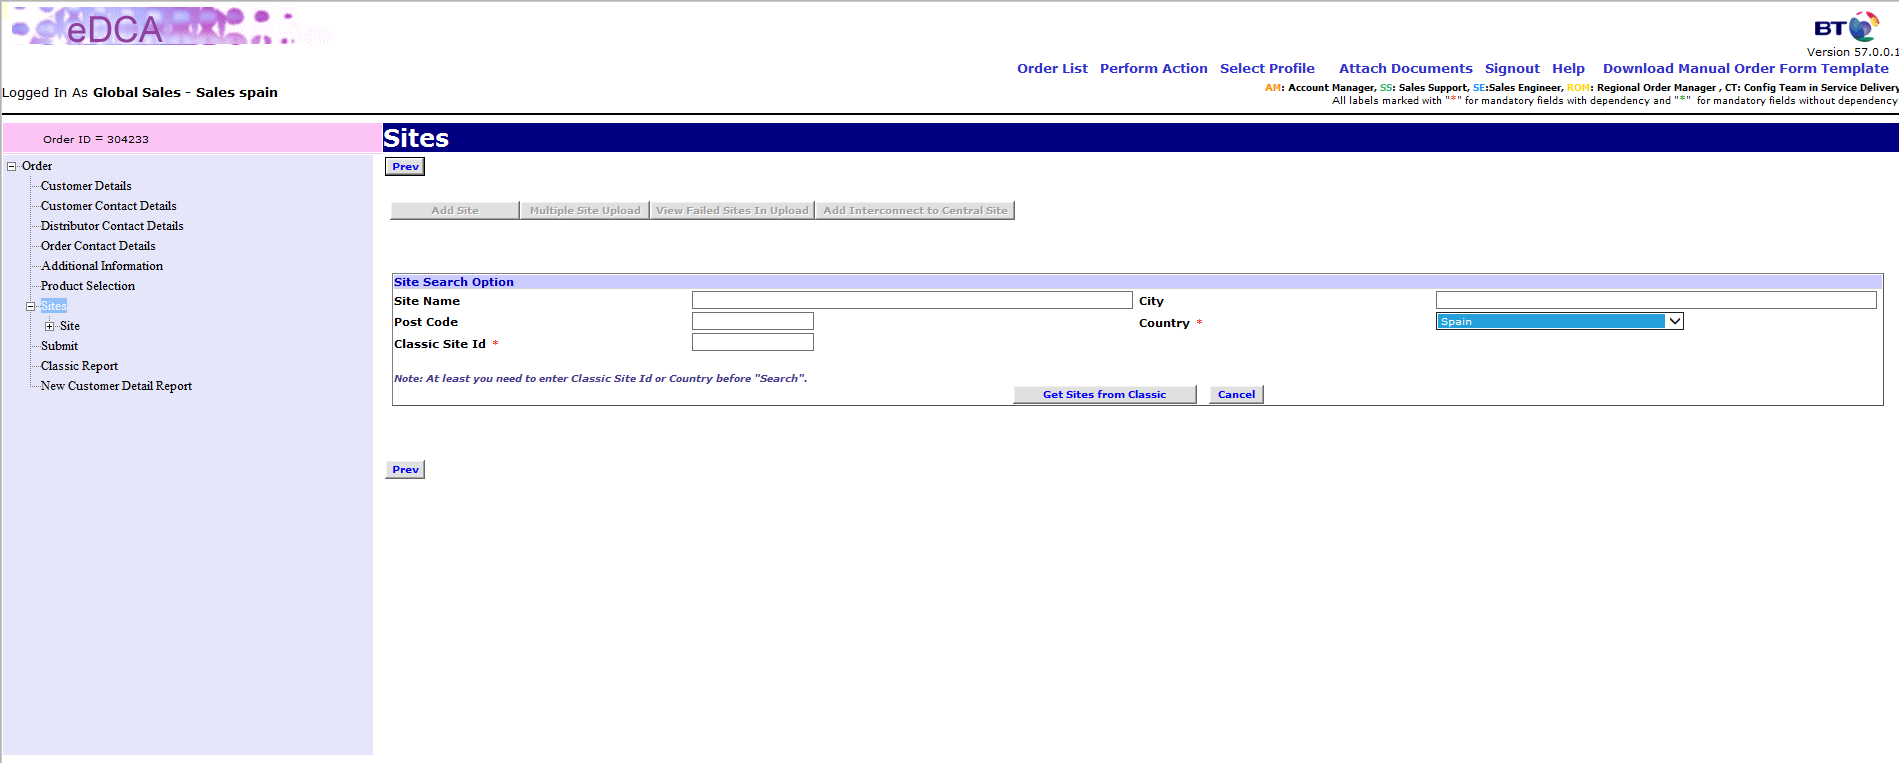 eDCA
BT
Version 57.0.0.1
Order List Perform Action Select Profile Attach Documents Signout Help Download Manual Order Form Template
Logged In As Global Sales - Sales spain
AM: Account Manager, SS: Sales Support, SE:Sales Engineer, ROM: Regional Order Manager , CT: Config Team in Service Delivery
All labels marked with "*" for mandatory fields with dependency and "*" for mandatory fields without dependency
Order ID = 304233
Sites
Prev
Order
Customer Details
Customer Contact Details
Distributor Contact Details
Order Contact Details
Additional Information
Product Selection
Sites
Site
Submit
Classic Report
New Customer Detail Report
Add Site Multiple Site Upload View Failed Sites In Upload Add Interconnect to Central Site
Site Search Option
Site Name City
Post Code Country * Spain
Classic Site Id *
Note: At least you need to enter Classic Site Id or Country before "Search".
Get Sites from Classic Cancel
Prev